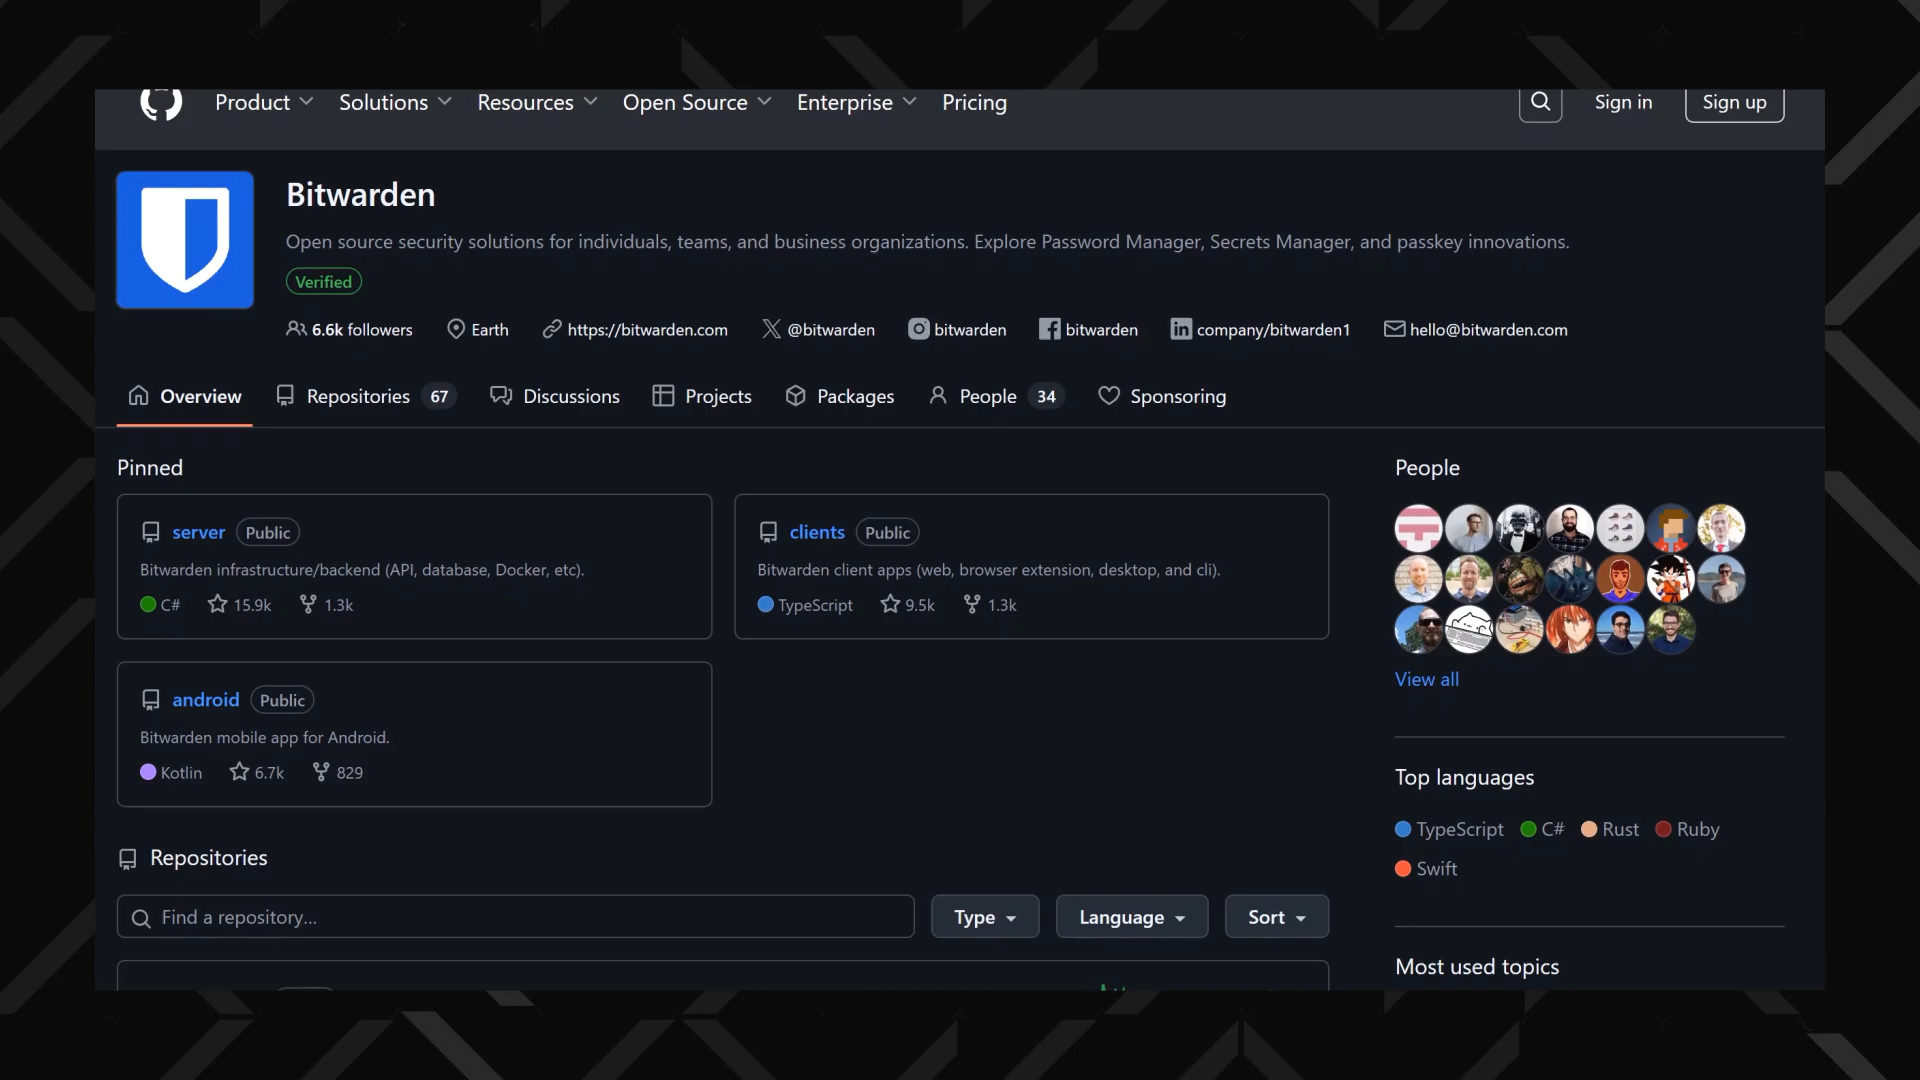 Product Solutions Resources Open Source Enterprise Pricing Sign in Sign up
Bitwarden
Open source security solutions for individuals, teams, and business organizations. Explore Password Manager, Secrets Manager, and passkey innovations.
Verified
6.6k followers Earth https://bitwarden.com @bitwarden bitwarden bitwarden company/bitwarden1 hello@bitwarden.com
Overview Repositories 67 Discussions Projects Packages People 34 Sponsoring
Pinned
server Public
Bitwarden infrastructure/backend (API, database, Docker, etc).
C# 15.9k 1.3k
clients Public
Bitwarden client apps (web, browser extension, desktop, and cli).
TypeScript 9.5k 1.3k
android Public
Bitwarden mobile app for Android.
Kotlin 6.7k 829
Repositories
Find a repository...
Type Language Sort
People
View all
Top languages
TypeScript C# Rust Ruby
Swift
Most used topics